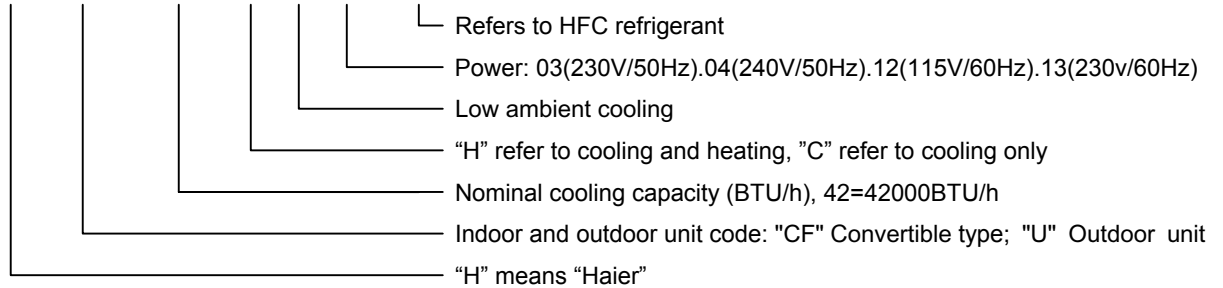 Refers to HFC refrigerant
Power: 03(230V/50Hz).04(240V/50Hz).12(115V/60Hz).13(230v/60Hz)
Low ambient cooling
“H” refer to cooling and heating, ”C” refer to cooling only
Nominal cooling capacity (BTU/h), 42=42000BTU/h
Indoor and outdoor unit code: "CF" Convertible type; "U" Outdoor unit
“H” means “Haier”